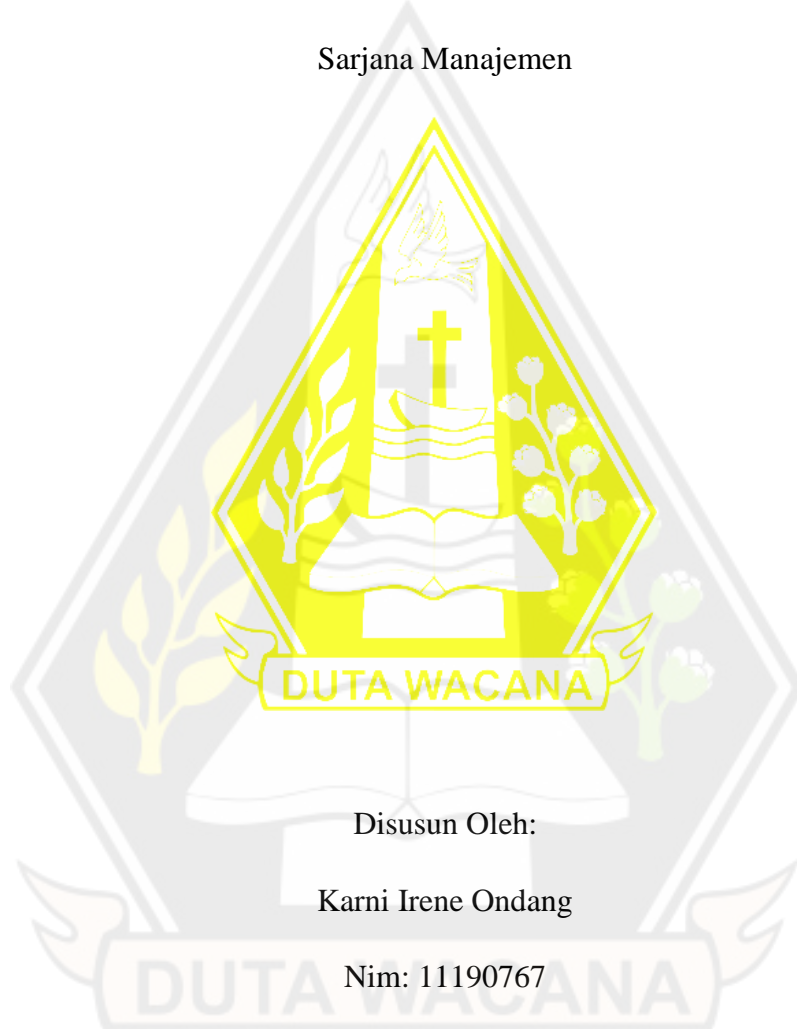 Sarjana Manajemen
DUTA WACANA
Disusun Oleh:
Karni Irene Ondang
Nim: 11190767
DUTA WACANA